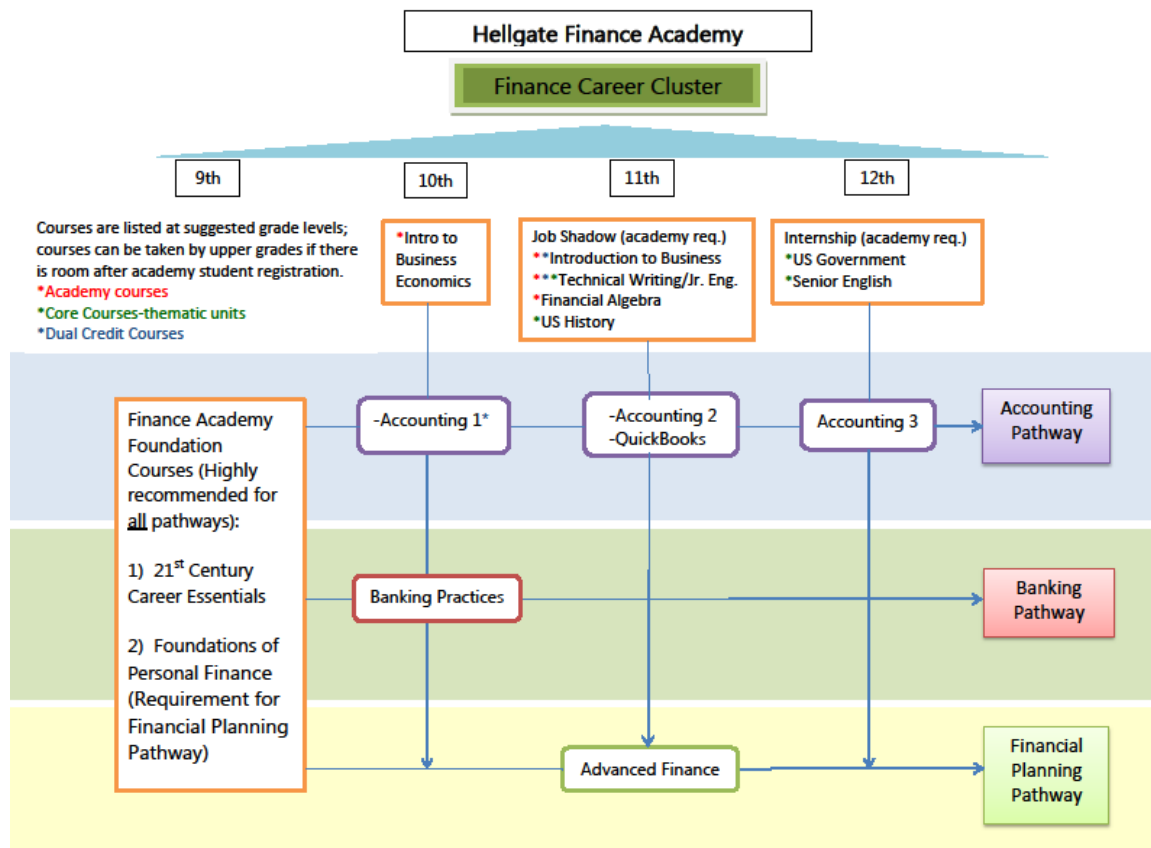 Hellgate Finance Academy
Finance Career Cluster
9th
10th
11th
12th
Courses are listed at suggested grade levels;
courses can be taken by upper grades if there
is room after academy student registration.
*Academy courses
*Core Courses-thematic units
*Dual Credit Courses
*Intro to
Business
Economics
Job Shadow (academy req.)
**Introduction to Business
***Technical Writing/Jr. Eng.
*Financial Algebra
*US History
Internship (academy req.)
*US Government
*Senior English
Finance Academy
Foundation
Courses (Highly
recommended for
all pathways):
1) 21st Century
Career Essentials
2) Foundations of
Personal Finance
(Requirement for
Financial Planning
Pathway)
-Accounting 1*
-Accounting 2
-QuickBooks
Accounting 3
Accounting
Pathway
Banking Practices
Banking
Pathway
Advanced Finance
Financial
Planning
Pathway